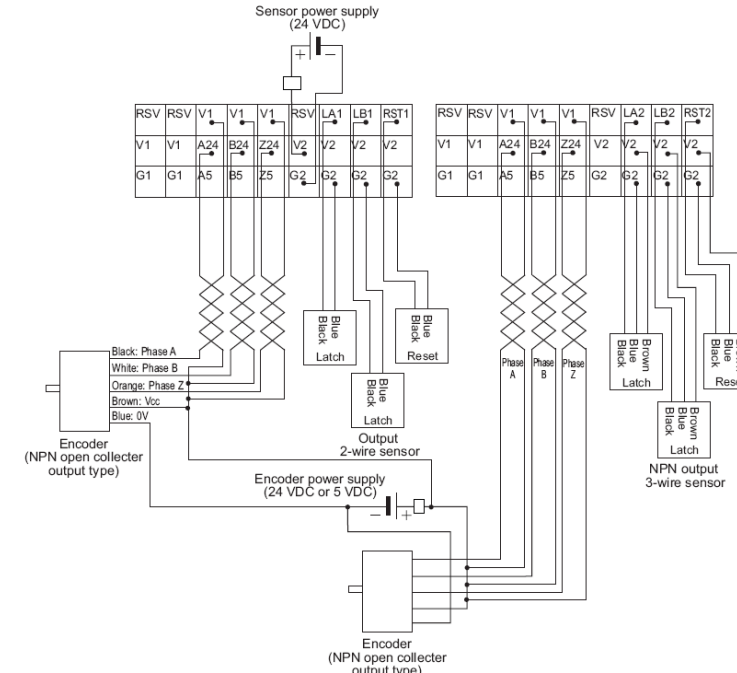 Sensor power supply
(24 VDC)
+ −
RSV RSV V1 V1 V1 RSV LA1 LB1 RST1
V1 V1 A24 B24 Z24 V2 V2 V2 V2
G1 G1 A5 B5 Z5 G2 G2 G2 G2
RSV RSV V1 V1 V1 RSV LA2 LB2 RST2
V1 V1 A24 B24 Z24 V2 V2 V2 V2
G1 G1 A5 B5 Z5 G2 G2 G2 G2
Black: Phase A
White: Phase B
Orange: Phase Z
Brown: Vcc
Blue: 0V
Encoder
(NPN open collecter
output type)
Blue
Black
Latch
Blue
Black
Reset
Blue
Black
Latch
Output
2-wire sensor
Phase
A
Phase
B
Phase
Z
Brown
Blue
Black
Latch
Blue
Black
Brown
Blue
Black
Latch
NPN output
3-wire sensor
Encoder power supply
(24 VDC or 5 VDC)
− +
Encoder
(NPN open collecter
output type)